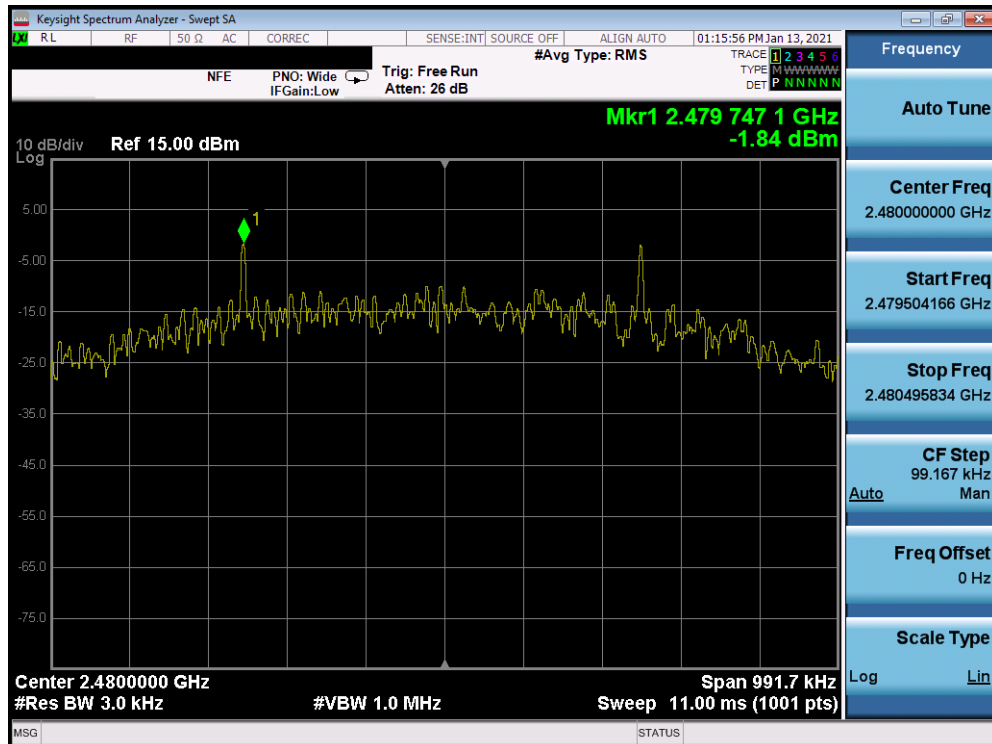 Keysight Spectrum Analyzer - Swept SA
LXI RL RF 50 Ω AC CORREC SENSE:INT SOURCE OFF ALIGN AUTO 01:15:56 PM Jan 13, 2021
#Avg Type: RMS
TRACE 1 2 3 4 5 6
NFE PNO: Wide Trig: Free Run TYPE M W W W W W
IFGain:Low Atten: 26 dB DET P N N N N N
Mkr1 2.479 747 1 GHz
-1.84 dBm
10 dB/div Ref 15.00 dBm
Log
1
5.00
-5.00
-15.0
-25.0
-35.0
-45.0
-55.0
-65.0
-75.0
Center 2.4800000 GHz Span 991.7 kHz
#Res BW 3.0 kHz #VBW 1.0 MHz Sweep 11.00 ms (1001 pts)
MSG STATUS
Frequency
Auto Tune
Center Freq
2.480000000 GHz
Start Freq
2.479504166 GHz
Stop Freq
2.480495834 GHz
CF Step
99.167 kHz
Auto Man
Freq Offset
0 Hz
Scale Type
Log Lin